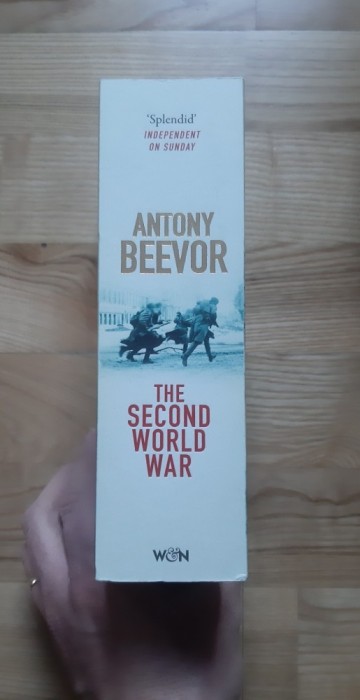 'Splendid'
INDEPENDENT
ON SUNDAY
ANTONY
BEEVOR
THE
SECOND
WORLD
WAR
W&N